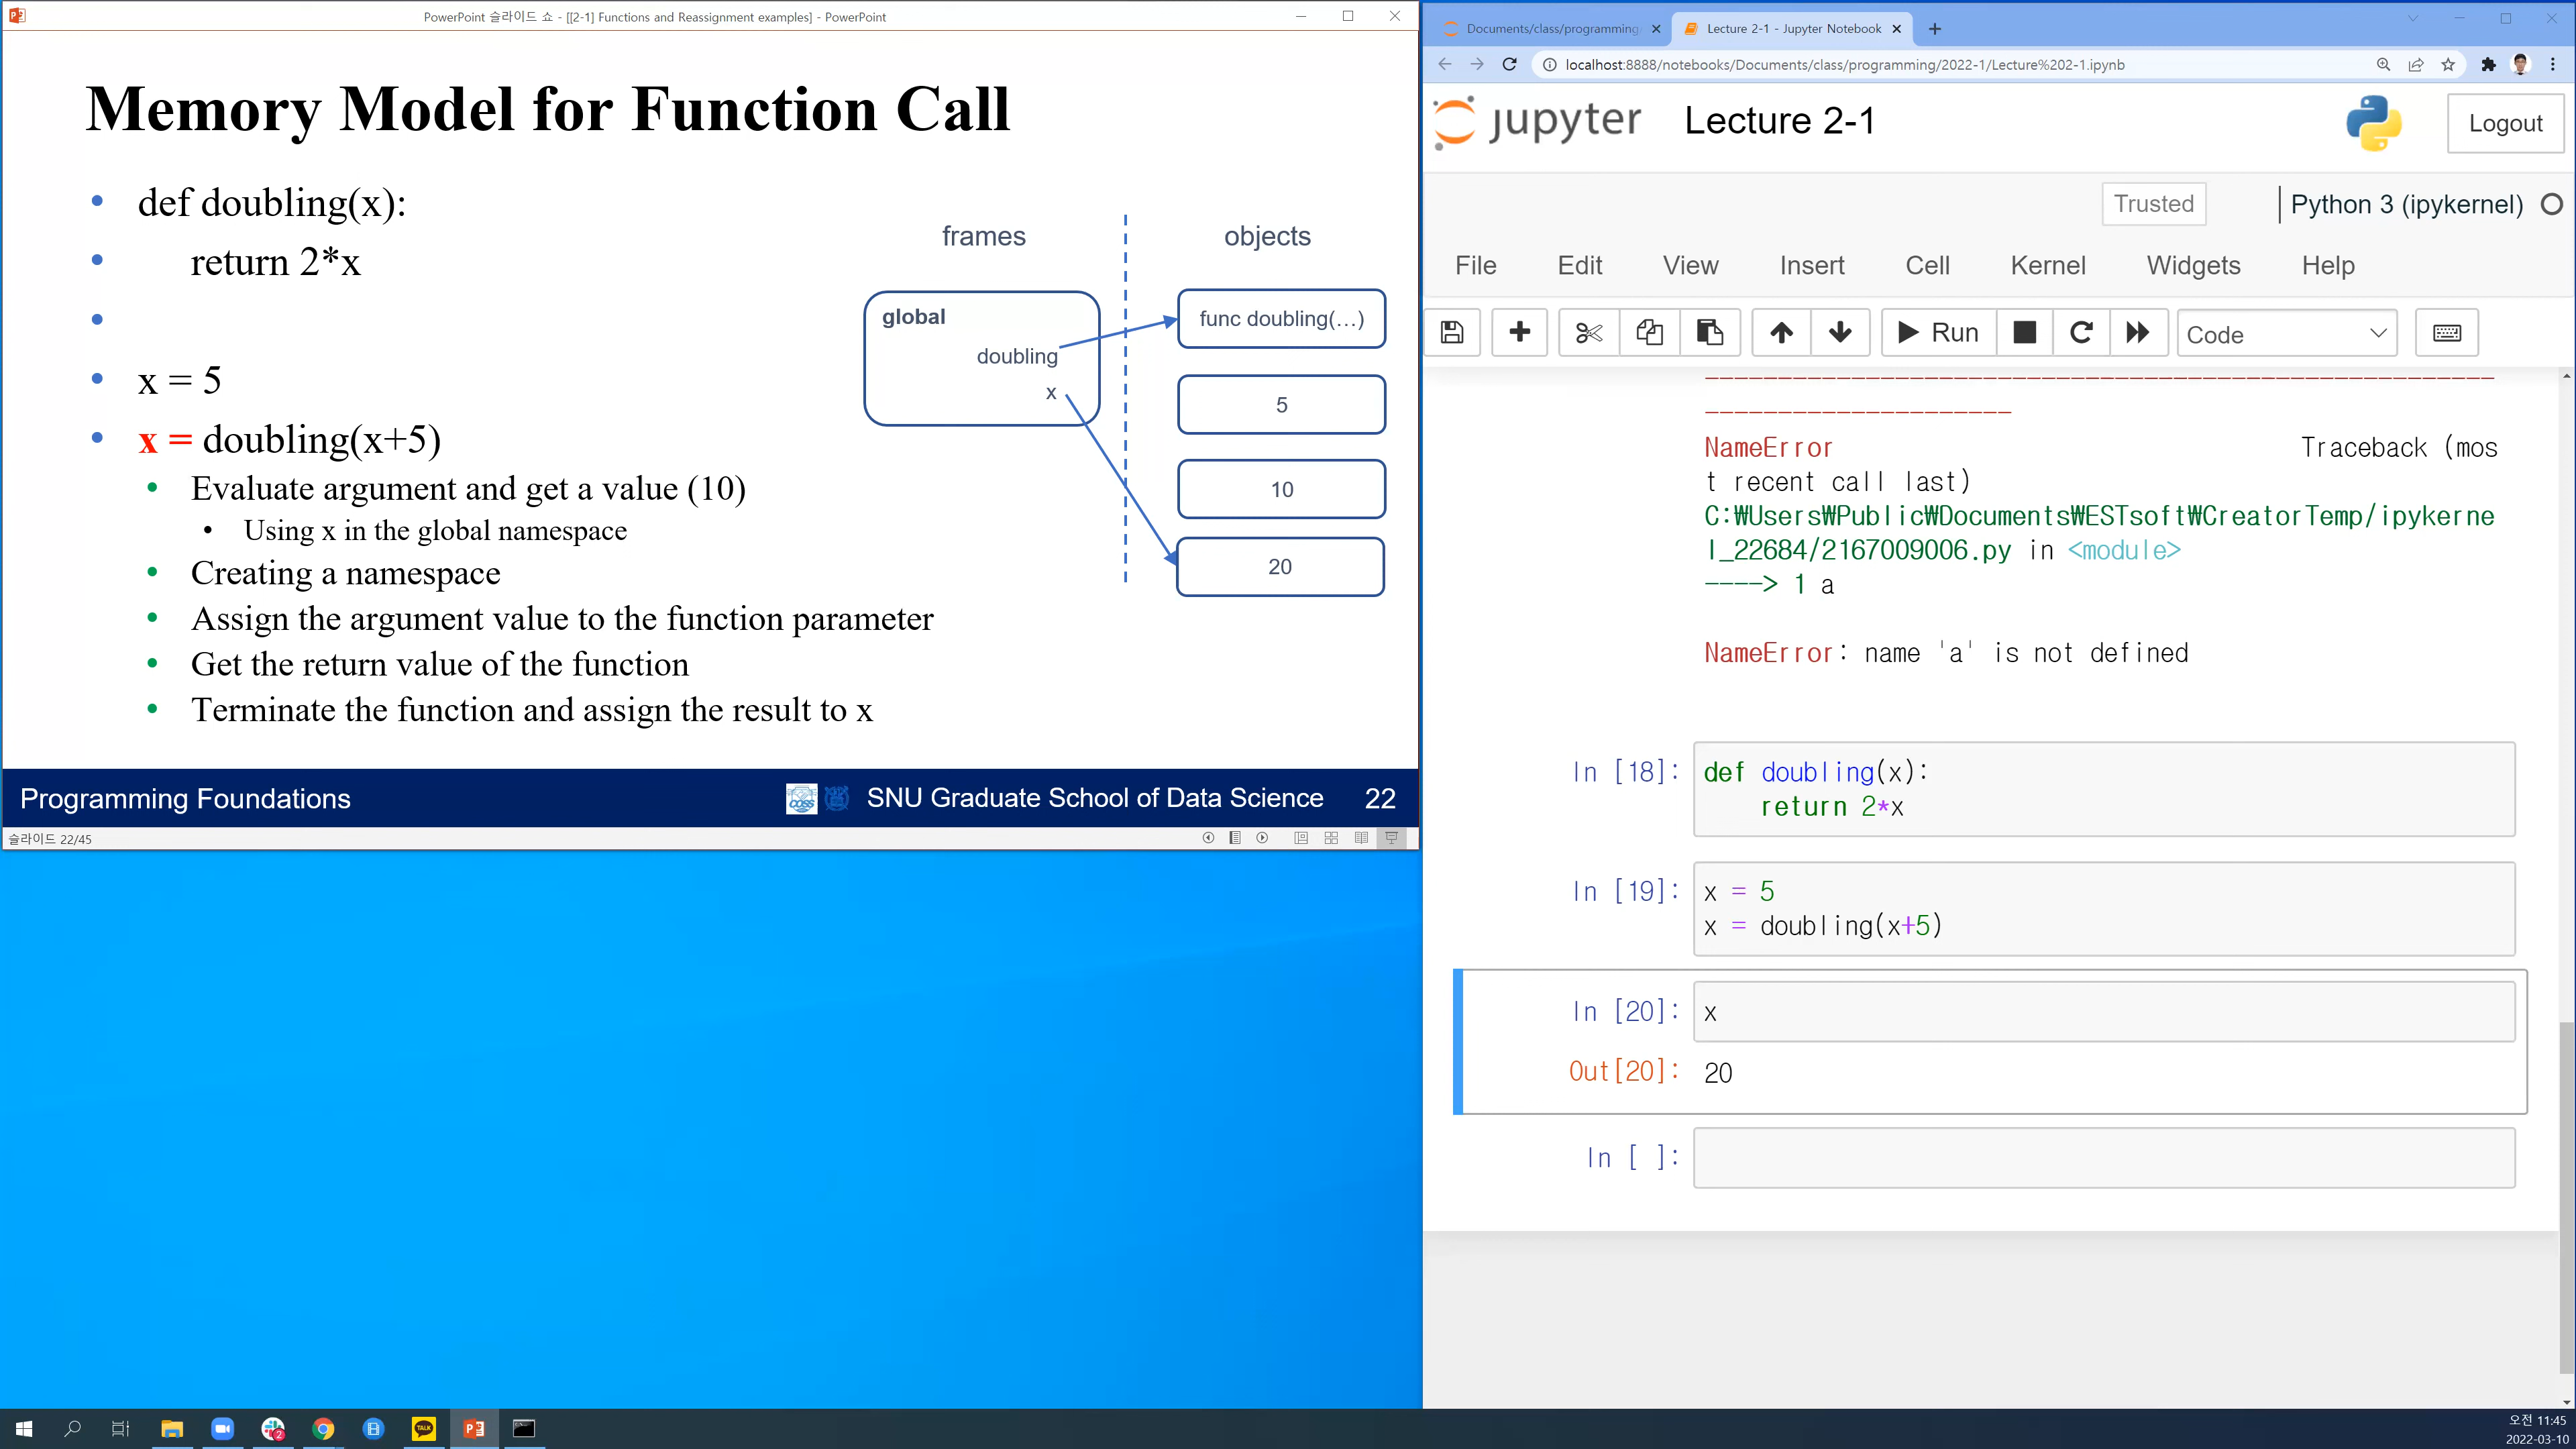 PowerPoint 슬라이드 쇼 - [[2-1] Functions and Reassignment examples] - PowerPoint
Memory Model for Function Call
def doubling(x):
return 2*x
x = 5
x = doubling(x+5)
Evaluate argument and get a value (10)
Using x in the global namespace
Creating a namespace
Assign the argument value to the function parameter
Get the return value of the function
Terminate the function and assign the result to x
frames
objects
global
doubling
x
func doubling(...)
5
10
20
Programming Foundations
SNU Graduate School of Data Science
22
슬라이드 22/45
Documents/class/programming
Lecture 2-1 - Jupyter Notebook
localhost:8888/notebooks/Documents/class/programming/2022-1/Lecture%202-1.ipynb
jupyter Lecture 2-1
Logout
Trusted
Python 3 (ipykernel)
File Edit View Insert Cell Kernel Widgets Help
Run
Code
NameError Traceback (mos
t recent call last)
C:₩Users₩Public₩Documents₩ESTsoft₩CreatorTemp/ipykerne
l_22684/2167009006.py in <module>
----> 1 a
NameError: name 'a' is not defined
In [18]: def doubling(x):
return 2*x
In [19]: x = 5
x = doubling(x+5)
In [20]: x
Out[20]: 20
In [ ]:
TALK
2
오전 11:45
2022-03-10